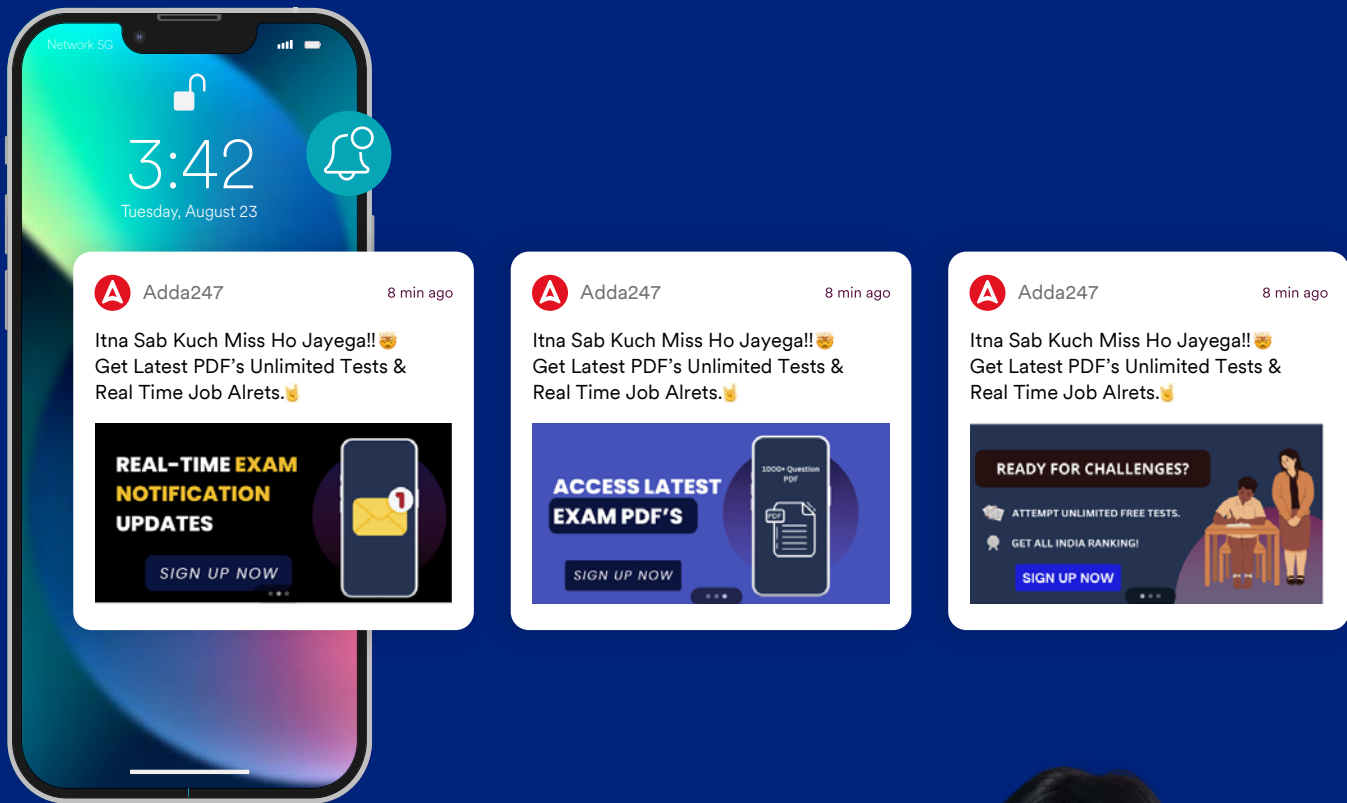 Network 5G
3:42
Tuesday, August 23
Adda247
8 min ago
Itna Sab Kuch Miss Ho Jayega!!🤯
Get Latest PDF’s Unlimited Tests &
Real Time Job Alrets.🤘
REAL-TIME EXAM
NOTIFICATION
UPDATES
1
SIGN UP NOW
Adda247
8 min ago
Itna Sab Kuch Miss Ho Jayega!!🤯
Get Latest PDF’s Unlimited Tests &
Real Time Job Alrets.🤘
ACCESS LATEST
EXAM PDF’S
SIGN UP NOW
1000+ Question
PDF
PDF
Adda247
8 min ago
Itna Sab Kuch Miss Ho Jayega!!🤯
Get Latest PDF’s Unlimited Tests &
Real Time Job Alrets.🤘
READY FOR CHALLENGES?
ATTEMPT UNLIMITED FREE TESTS.
GET ALL INDIA RANKING!
SIGN UP NOW